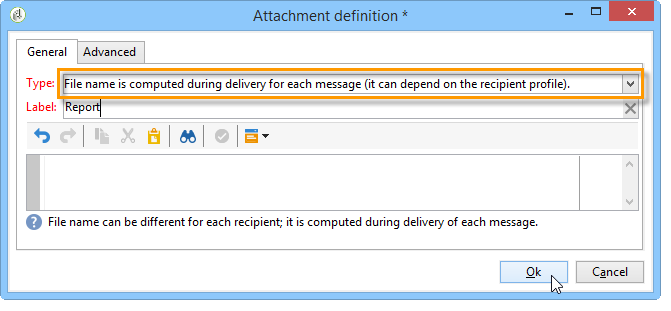 Attachment definition *
General Advanced
Type: File name is computed during delivery for each message (it can depend on the recipient profile).
Label: Report
File name can be different for each recipient; it is computed during delivery of each message.
Ok Cancel